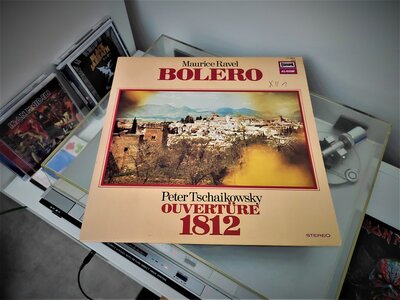 Maurice Ravel
BOLERO
Peter Tschaikowsky
OUVERTURE
1812
STEREO